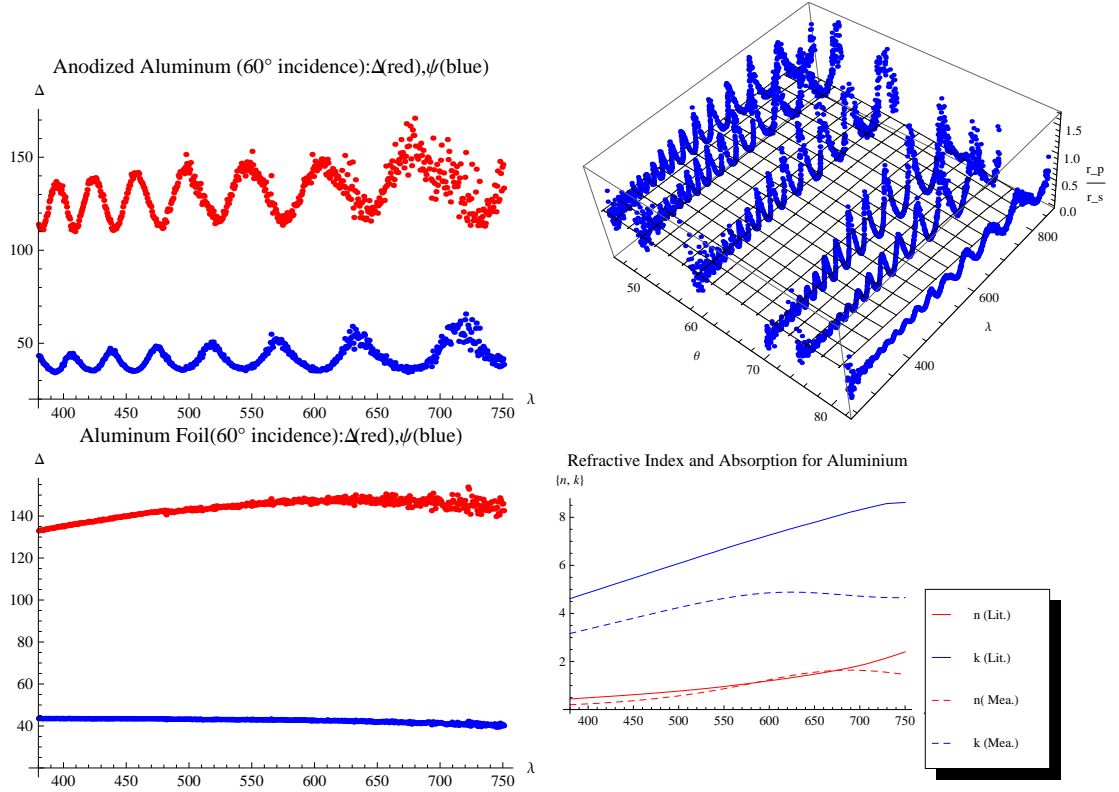 Anodized Aluminum (60° incidence):Δ(red),ψ(blue)
Δ
150
100
50
400 450 500 550 600 650 700 750 λ
1.5
1.0
0.5
0.0
r_p
r_s
800
600
400
λ
50
60
70
80
θ
Aluminum Foil(60° incidence):Δ(red),ψ(blue)
Δ
140
120
100
80
60
40
400 450 500 550 600 650 700 750 λ
Refractive Index and Absorption for Aluminium
{n, k}
8
6
4
2
400 450 500 550 600 650 700 750
n (Lit.)
k (Lit.)
n( Mea.)
k (Mea.)